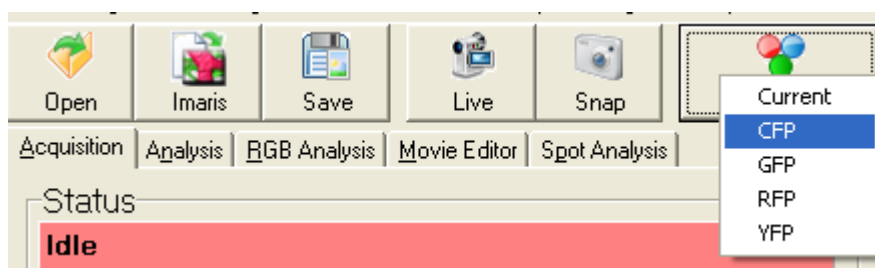 Open Imaris Save Live Snap
Current
CFP
GFP
RFP
YFP
Acquisition Analysis RGB Analysis Movie Editor Spot Analysis
Status
Idle